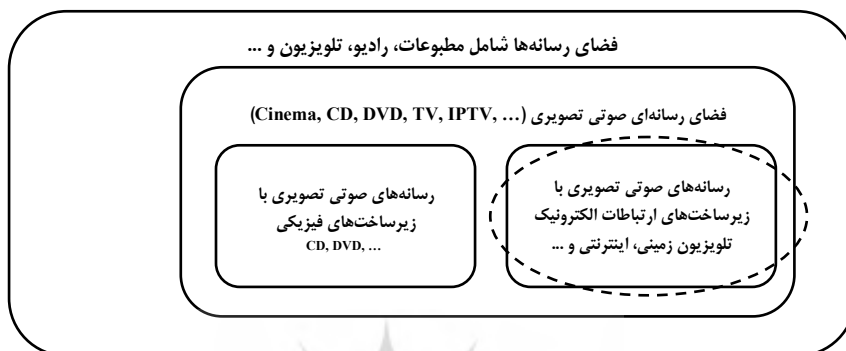 فضای رسانه‌ها شامل مطبوعات، رادیو، تلویزیون و ...
فضای رسانه‌ای صوتی تصویری (Cinema, CD, DVD, TV, IPTV, …)
رسانه‌های صوتی تصویری با
زیرساخت‌های ارتباطات الکترونیک
تلویزیون زمینی، اینترنتی و ...
رسانه‌های صوتی تصویری با
زیرساخت‌های فیزیکی
CD, DVD, …